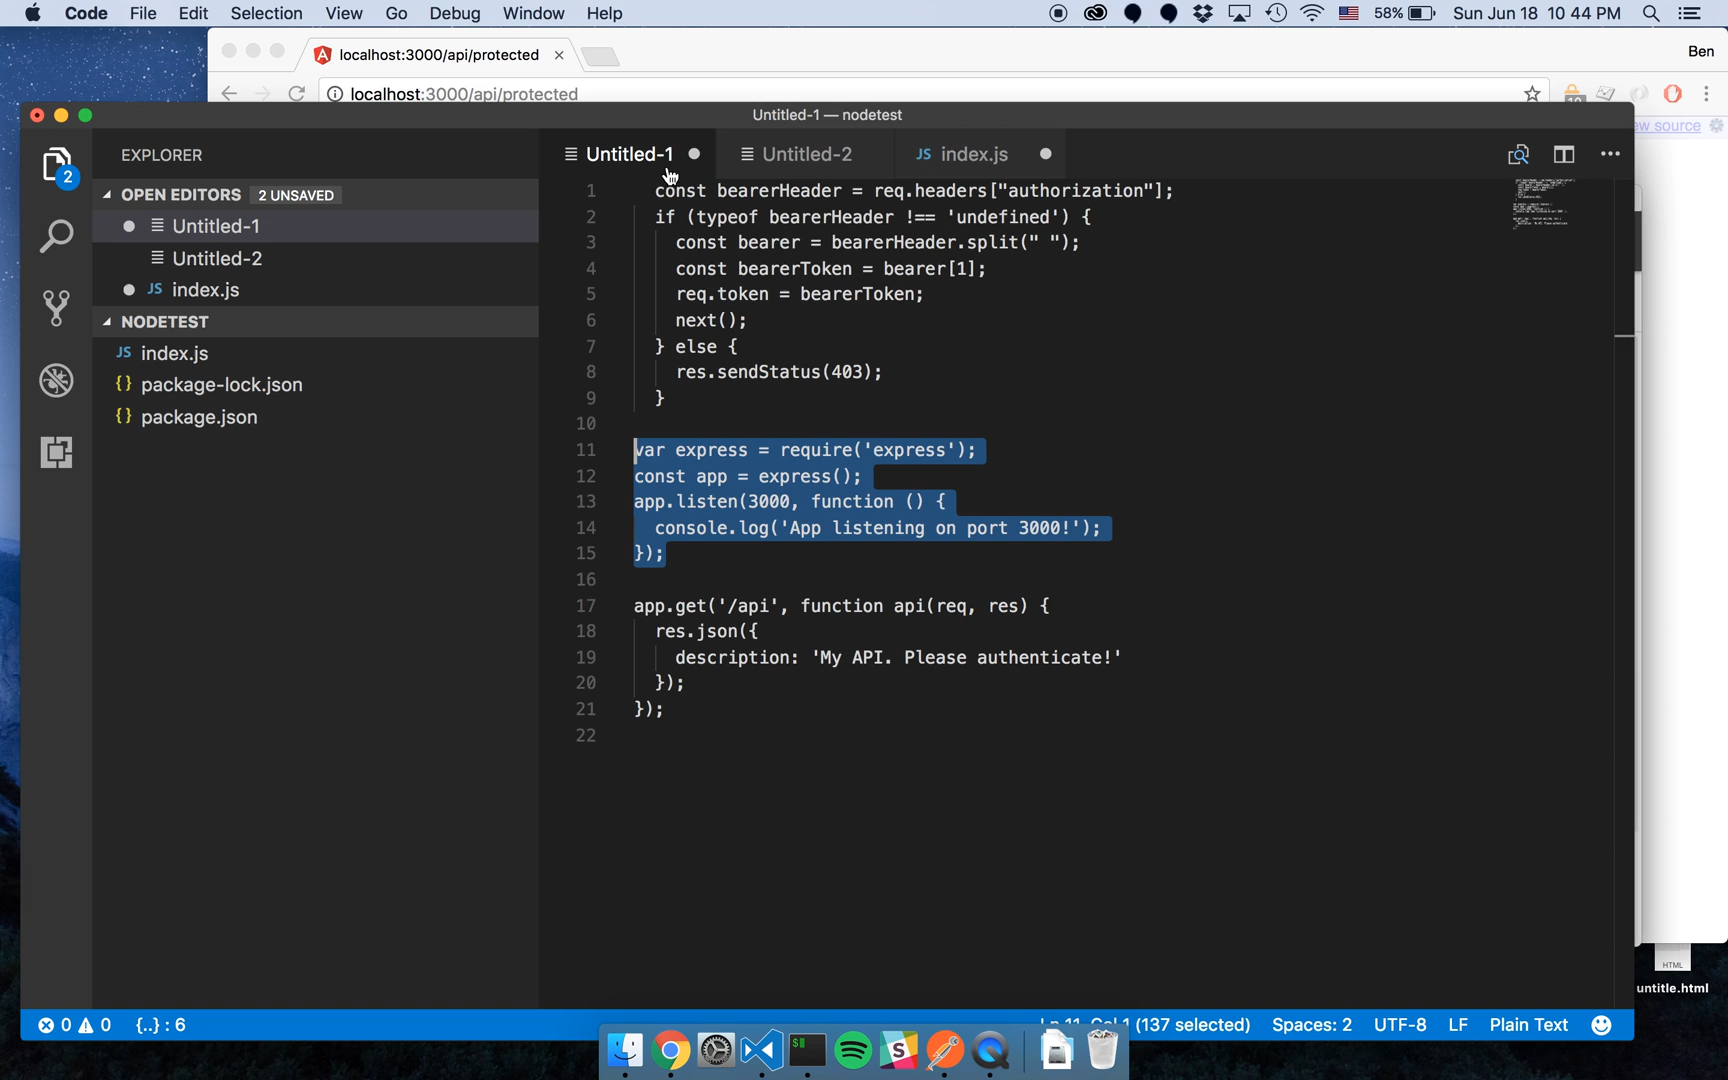 Code File Edit Selection View Go Debug Window Help 58% Sun Jun 18 10 44 PM
localhost:3000/api/protected × Ben
localhost:3000/api/protected
Untitled-1 — nodetest
source
EXPLORER
Untitled-1 Untitled-2 JS index.js
2
OPEN EDITORS 2 UNSAVED
Untitled-1
Untitled-2
JS index.js
NODETEST
JS index.js
{} package-lock.json
{} package.json
1 const bearerHeader = req.headers["authorization"];
2 if (typeof bearerHeader !== 'undefined') {
3 const bearer = bearerHeader.split(" ");
4 const bearerToken = bearer[1];
5 req.token = bearerToken;
6 next();
7 } else {
8 res.sendStatus(403);
9 }
10
11 var express = require('express');
12 const app = express();
13 app.listen(3000, function () {
14 console.log('App listening on port 3000!');
15 });
16
17 app.get('/api', function api(req, res) {
18 res.json({
19 description: 'My API. Please authenticate!'
20 });
21 });
22
HTML
untitle.html
0 0 {..} : 6 (137 selected) Spaces: 2 UTF-8 LF Plain Text